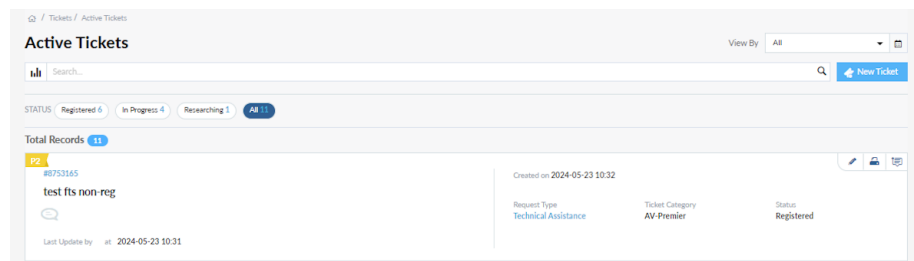 / Tickets / Active Tickets
Active Tickets
View By All
Search...
New Ticket
STATUS Registered 6 In Progress 4 Researching 1 All 11
Total Records 11
P2
#8753165
test fts non-reg
Created on 2024-05-23 10:32
Request Type Ticket Category Status
Technical Assistance AV-Premier Registered
Last Update by at 2024-05-23 10:31